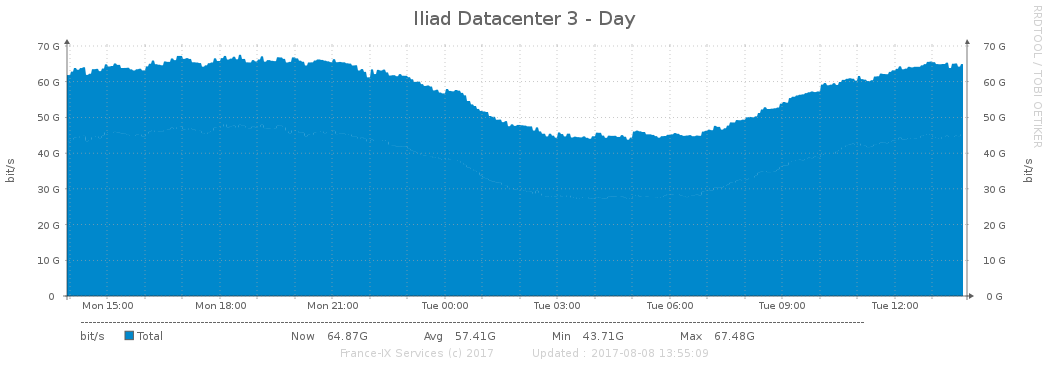 Iliad Datacenter 3 - Day
RRDTOOL / TOBI OETIKER
70 G 70 G
60 G 60 G
50 G 50 G
40 G 40 G
30 G 30 G
20 G 20 G
10 G 10 G
0 0 G
bit/s bit/s
Mon 15:00 Mon 18:00 Mon 21:00 Tue 00:00 Tue 03:00 Tue 06:00 Tue 09:00 Tue 12:00
bit/s Total Now 64.87G Avg 57.41G Min 43.71G Max 67.48G
France-IX Services (c) 2017 Updated : 2017-08-08 13:55:09